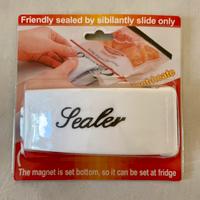 Friendly sealed by sibilantly slide only
Sealer
The magnet is set bottom, so it can be set at fridge